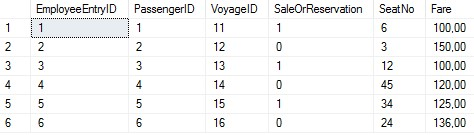 EmployeeEntryID PassengerID VoyageID SaleOrReservation SeatNo Fare
1 1 1 11 1 6 100,00
2 2 2 12 0 3 150,00
3 3 3 13 1 12 100,00
4 4 4 14 0 45 120,00
5 5 5 15 1 34 125,00
6 6 6 16 0 24 136,00